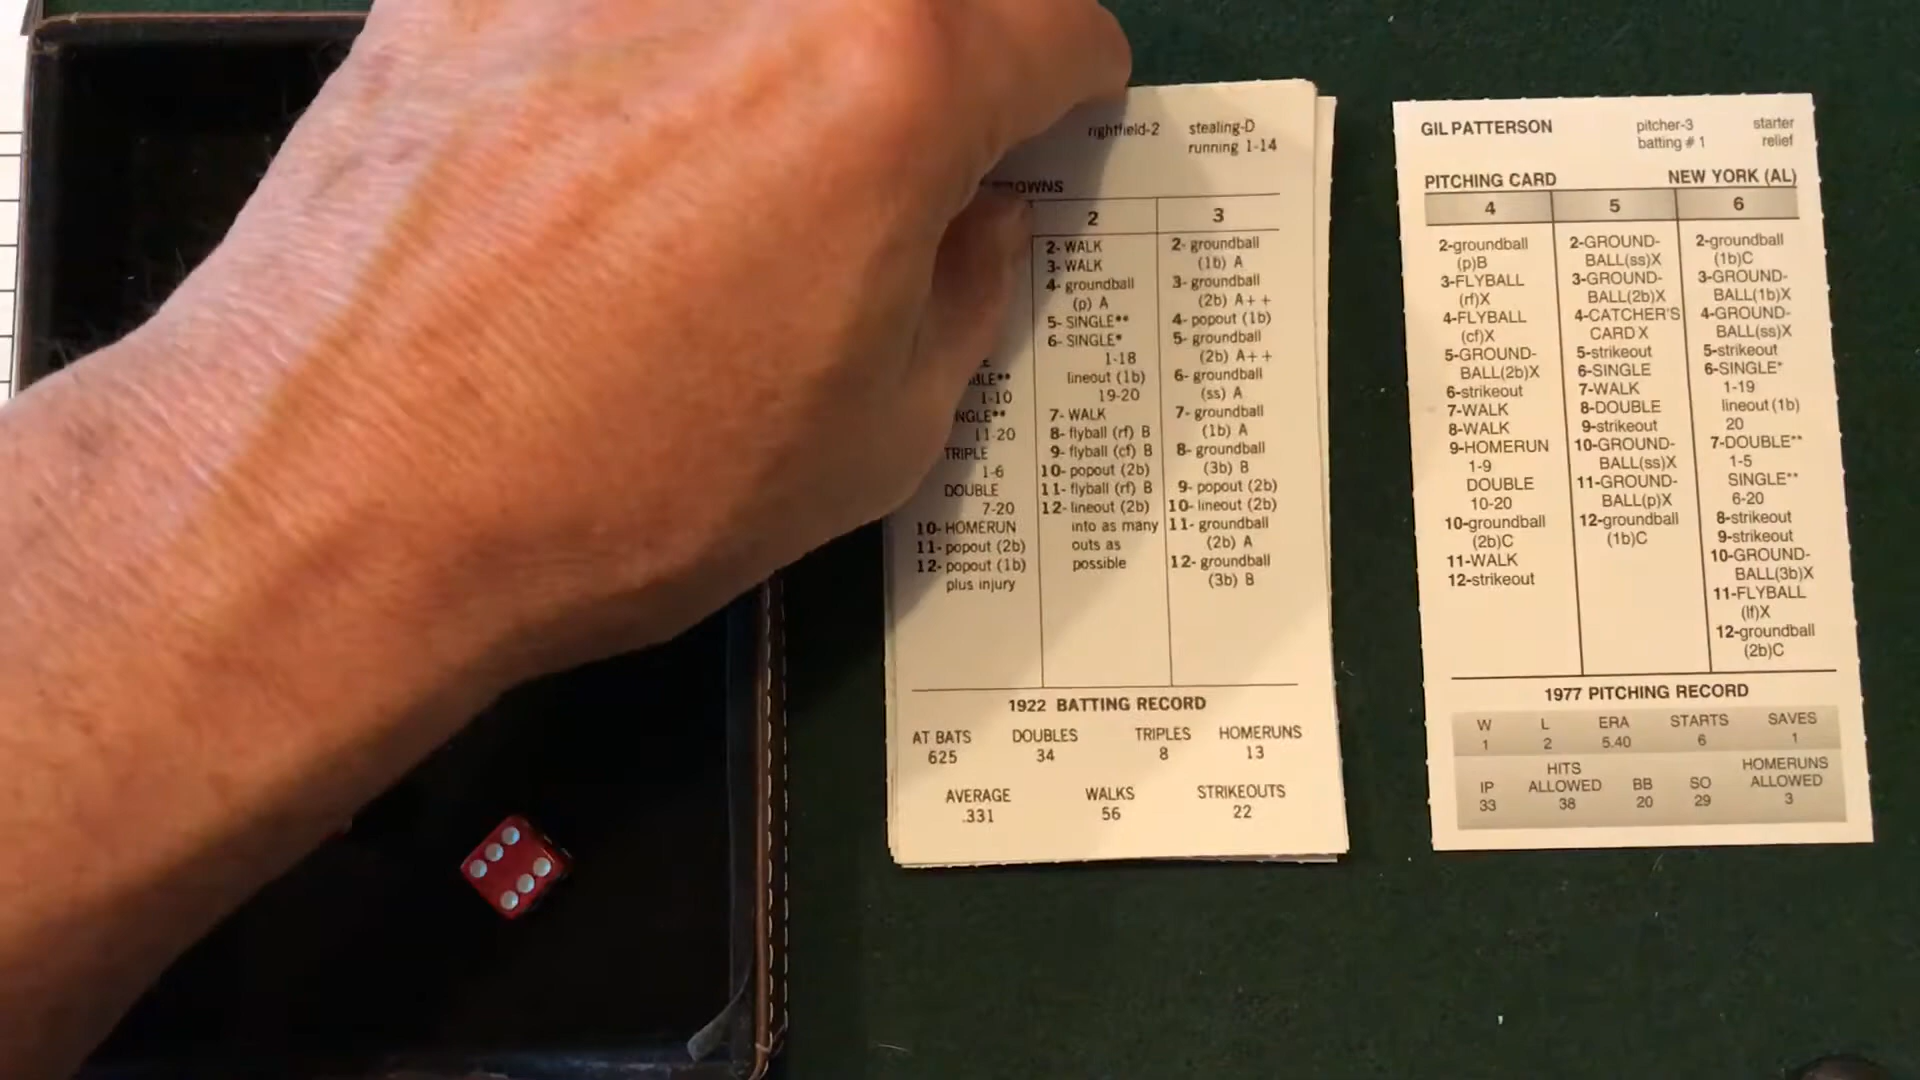 rightfield-2 stealing-D
running 1-14
OWNS
2 3
2- WALK
3- WALK
4- groundball
(p) A
5- SINGLE**
6- SINGLE*
1-18
lineout (1b)
19-20
7- WALK
8- flyball (rf) B
9- flyball (cf) B
10- popout (2b)
11- flyball (rf) B
12- lineout (2b)
into as many
outs as
possible
2- groundball
(1b) A
3- groundball
(2b) A++
4- popout (1b)
5- groundball
(2b) A++
6- groundball
(ss) A
7- groundball
(1b) A
8- groundball
(3b) B
9- popout (2b)
10- lineout (2b)
11- groundball
(2b) A
12- groundball
(3b) B
1-10
NGLE**
11-20
TRIPLE
1-6
DOUBLE
7-20
10- HOMERUN
11- popout (2b)
12- popout (1b)
plus injury
1922 BATTING RECORD
AT BATS DOUBLES TRIPLES HOMERUNS
625 34 8 13
AVERAGE WALKS STRIKEOUTS
.331 56 22
GIL PATTERSON pitcher-3 starter
batting # 1 relief
PITCHING CARD NEW YORK (AL)
4 5 6
2-groundball
(p)B
3-FLYBALL
(rf)X
4-FLYBALL
(cf)X
5-GROUND-
BALL(2b)X
6-strikeout
7-WALK
8-WALK
9-HOMERUN
1-9
DOUBLE
10-20
10-groundball
(2b)C
11-WALK
12-strikeout
2-GROUND-
BALL(ss)X
3-GROUND-
BALL(2b)X
4-CATCHER'S
CARD X
5-strikeout
6-SINGLE
7-WALK
8-DOUBLE
9-strikeout
10-GROUND-
BALL(ss)X
11-GROUND-
BALL(p)X
12-groundball
(1b)C
2-groundball
(1b)C
3-GROUND-
BALL(1b)X
4-GROUND-
BALL(ss)X
5-strikeout
6-SINGLE*
1-19
lineout (1b)
20
7-DOUBLE**
1-5
SINGLE**
6-20
8-strikeout
9-strikeout
10-GROUND-
BALL(3b)X
11-FLYBALL
(lf)X
12-groundball
(2b)C
1977 PITCHING RECORD
W L ERA STARTS SAVES
1 2 5.40 6 1
IP HITS ALLOWED BB SO HOMERUNS ALLOWED
33 38 20 29 3